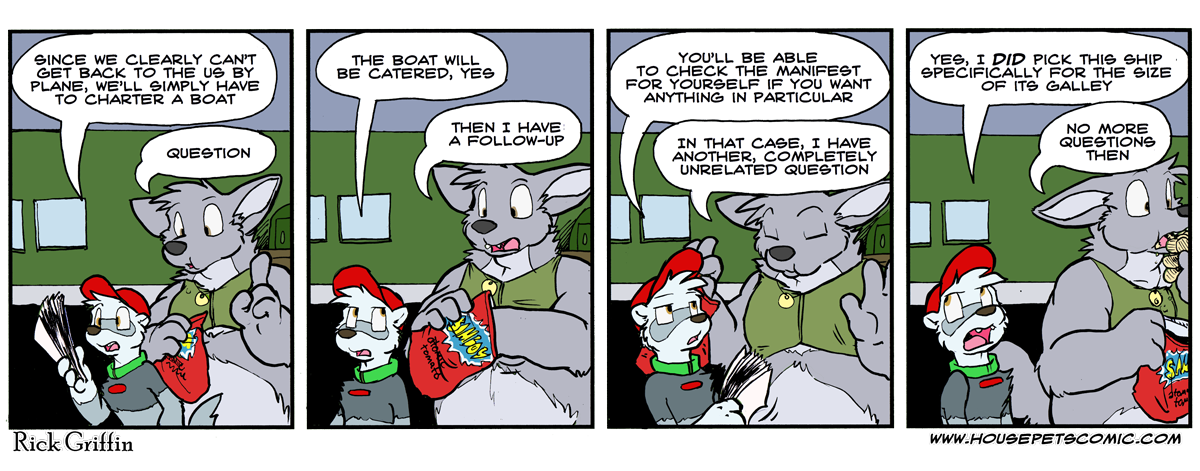 SINCE WE CLEARLY CAN'T
GET BACK TO THE US BY
PLANE, WE'LL SIMPLY HAVE
TO CHARTER A BOAT
QUESTION
THE BOAT WILL
BE CATERED, YES
THEN I HAVE
A FOLLOW-UP
atomic
tomato
YOU'LL BE ABLE
TO CHECK THE MANIFEST
FOR YOURSELF IF YOU WANT
ANYTHING IN PARTICULAR
IN THAT CASE, I HAVE
ANOTHER, COMPLETELY
UNRELATED QUESTION
YES, I DID PICK THIS SHIP
SPECIFICALLY FOR THE SIZE
OF ITS GALLEY
NO MORE
QUESTIONS
THEN
Rick Griffin
WWW.HOUSEPETSCOMIC.COM